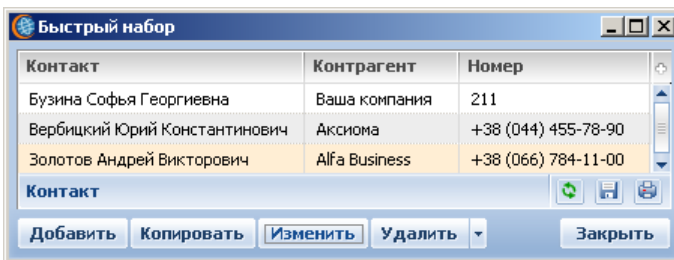 Быстрый набор
Контакт Контрагент Номер
Бузина Софья Георгиевна Ваша компания 211
Вербицкий Юрий Константинович Аксиома +38 (044) 455-78-90
Золотов Андрей Викторович Alfa Business +38 (066) 784-11-00
Контакт
Добавить Копировать Изменить Удалить Закрыть